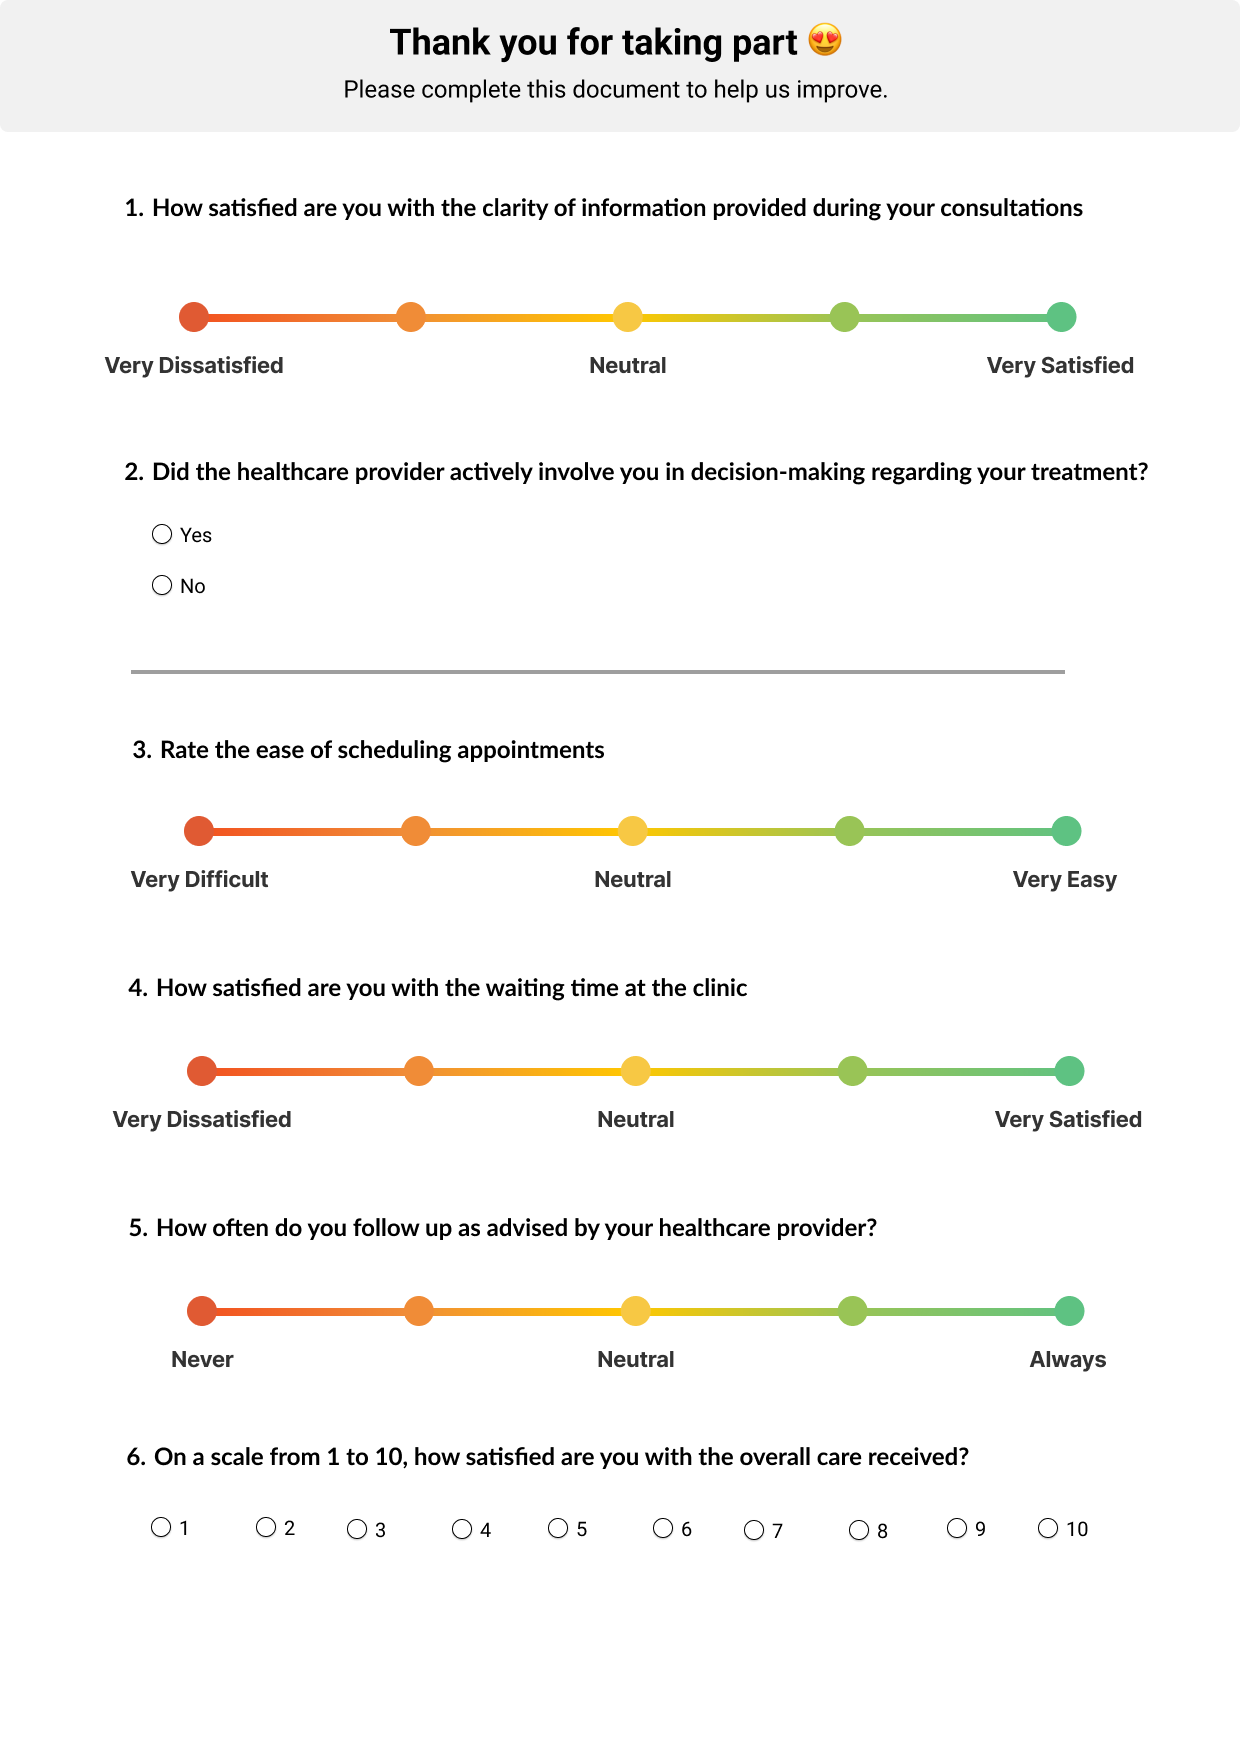 Thank you for taking part 😍
Please complete this document to help us improve.
1. How satisfied are you with the clarity of information provided during your consultations
Very Dissatisfied Neutral Very Satisfied
2. Did the healthcare provider actively involve you in decision-making regarding your treatment?
Yes
No
3. Rate the ease of scheduling appointments
Very Difficult Neutral Very Easy
4. How satisfied are you with the waiting time at the clinic
Very Dissatisfied Neutral Very Satisfied
5. How often do you follow up as advised by your healthcare provider?
Never Neutral Always
6. On a scale from 1 to 10, how satisfied are you with the overall care received?
1 2 3 4 5 6 7 8 9 10